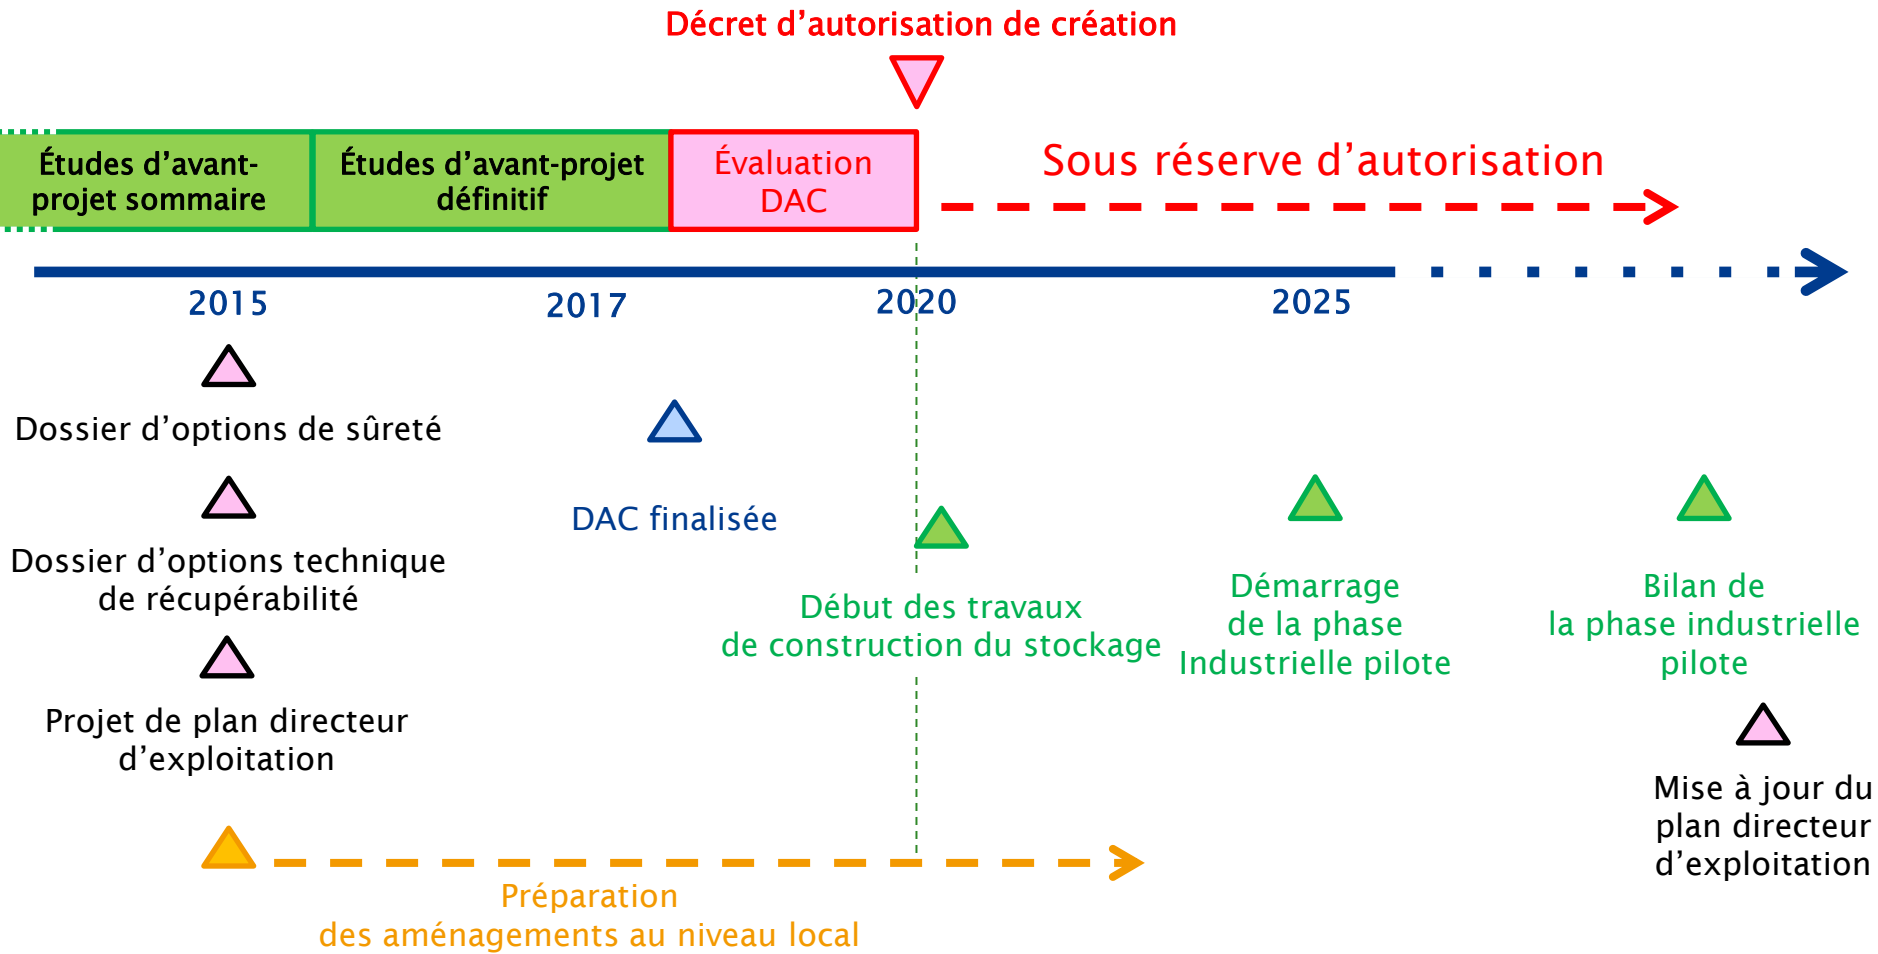 Décret d’autorisation de création
Études d’avant-
projet sommaire
Études d’avant-projet
définitif
Évaluation
DAC
Sous réserve d’autorisation
2015
2017
2020
2025
Dossier d’options de sûreté
DAC finalisée
Dossier d’options technique
de récupérabilité
Début des travaux
de construction du stockage
Démarrage
de la phase
Industrielle pilote
Bilan de
la phase industrielle
pilote
Projet de plan directeur
d’exploitation
Mise à jour du
plan directeur
d’exploitation
Préparation
des aménagements au niveau local